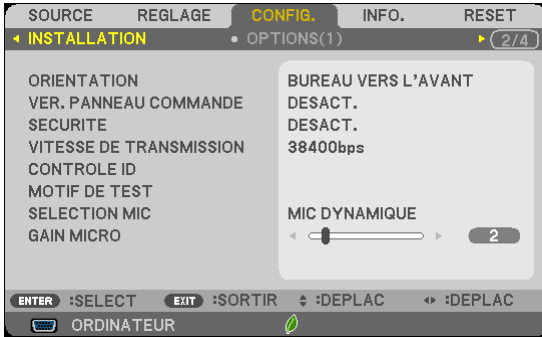 SOURCE REGLAGE CONFIG. INFO. RESET
INSTALLATION OPTIONS(1) 2/4
ORIENTATION BUREAU VERS L'AVANT
VER. PANNEAU COMMANDE DESACT.
SECURITE DESACT.
VITESSE DE TRANSMISSION 38400bps
CONTROLE ID
MOTIF DE TEST
SELECTION MIC MIC DYNAMIQUE
GAIN MICRO 2
ENTER :SELECT EXIT :SORTIR :DEPLAC :DEPLAC
ORDINATEUR